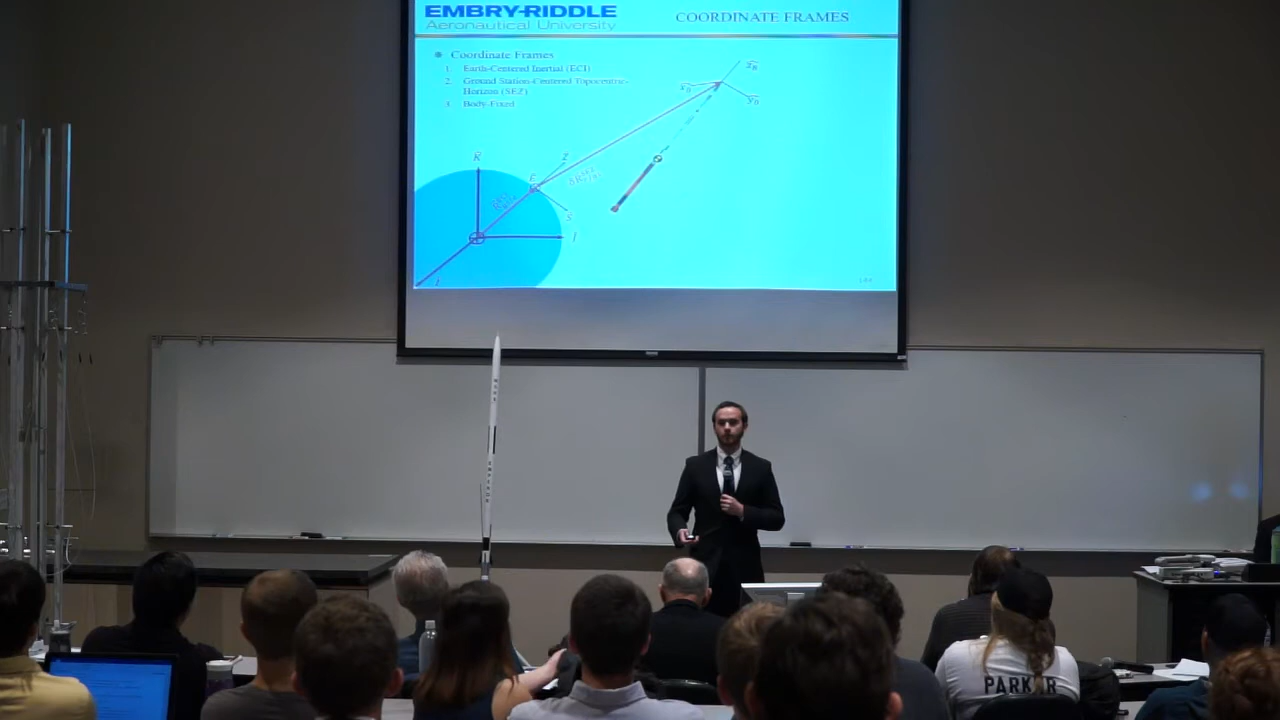 EMBRY-RIDDLE
Aeronautical University
COORDINATE FRAMES
Coordinate Frames
1. Earth-Centered Inertial (ECI)
2. Ground Station-Centered Topocentric-
Horizon (SEZ)
3. Body-Fixed
Z
E
S
K
I
PARKER